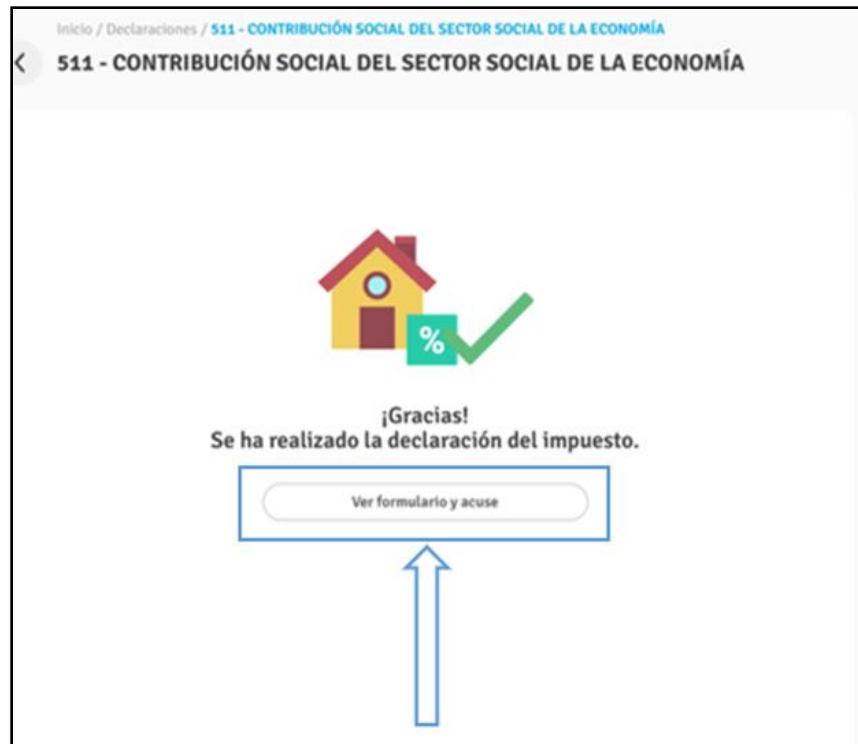 Inicio / Declaraciones / 511 - CONTRIBUCIÓN SOCIAL DEL SECTOR SOCIAL DE LA ECONOMÍA
511 - CONTRIBUCIÓN SOCIAL DEL SECTOR SOCIAL DE LA ECONOMÍA
%
¡Gracias!
Se ha realizado la declaración del impuesto.
Ver formulario y acuse